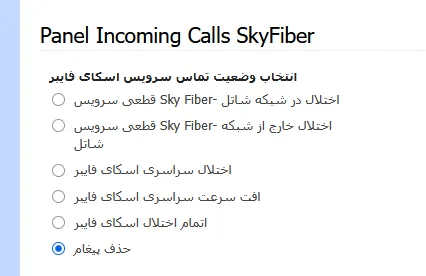 Panel Incoming Calls SkyFiber
انتخاب وضعیت تماس سرویس اسکای فایبر
قطعی سرویس Sky Fiber- اختلال در شبکه شاتل
قطعی سرویس Sky Fiber- اختلال خارج از شبکه
شاتل
اختلال سراسری اسکای فایبر
افت سرعت سراسری اسکای فایبر
اتمام اختلال اسکای فایبر
حذف پیغام